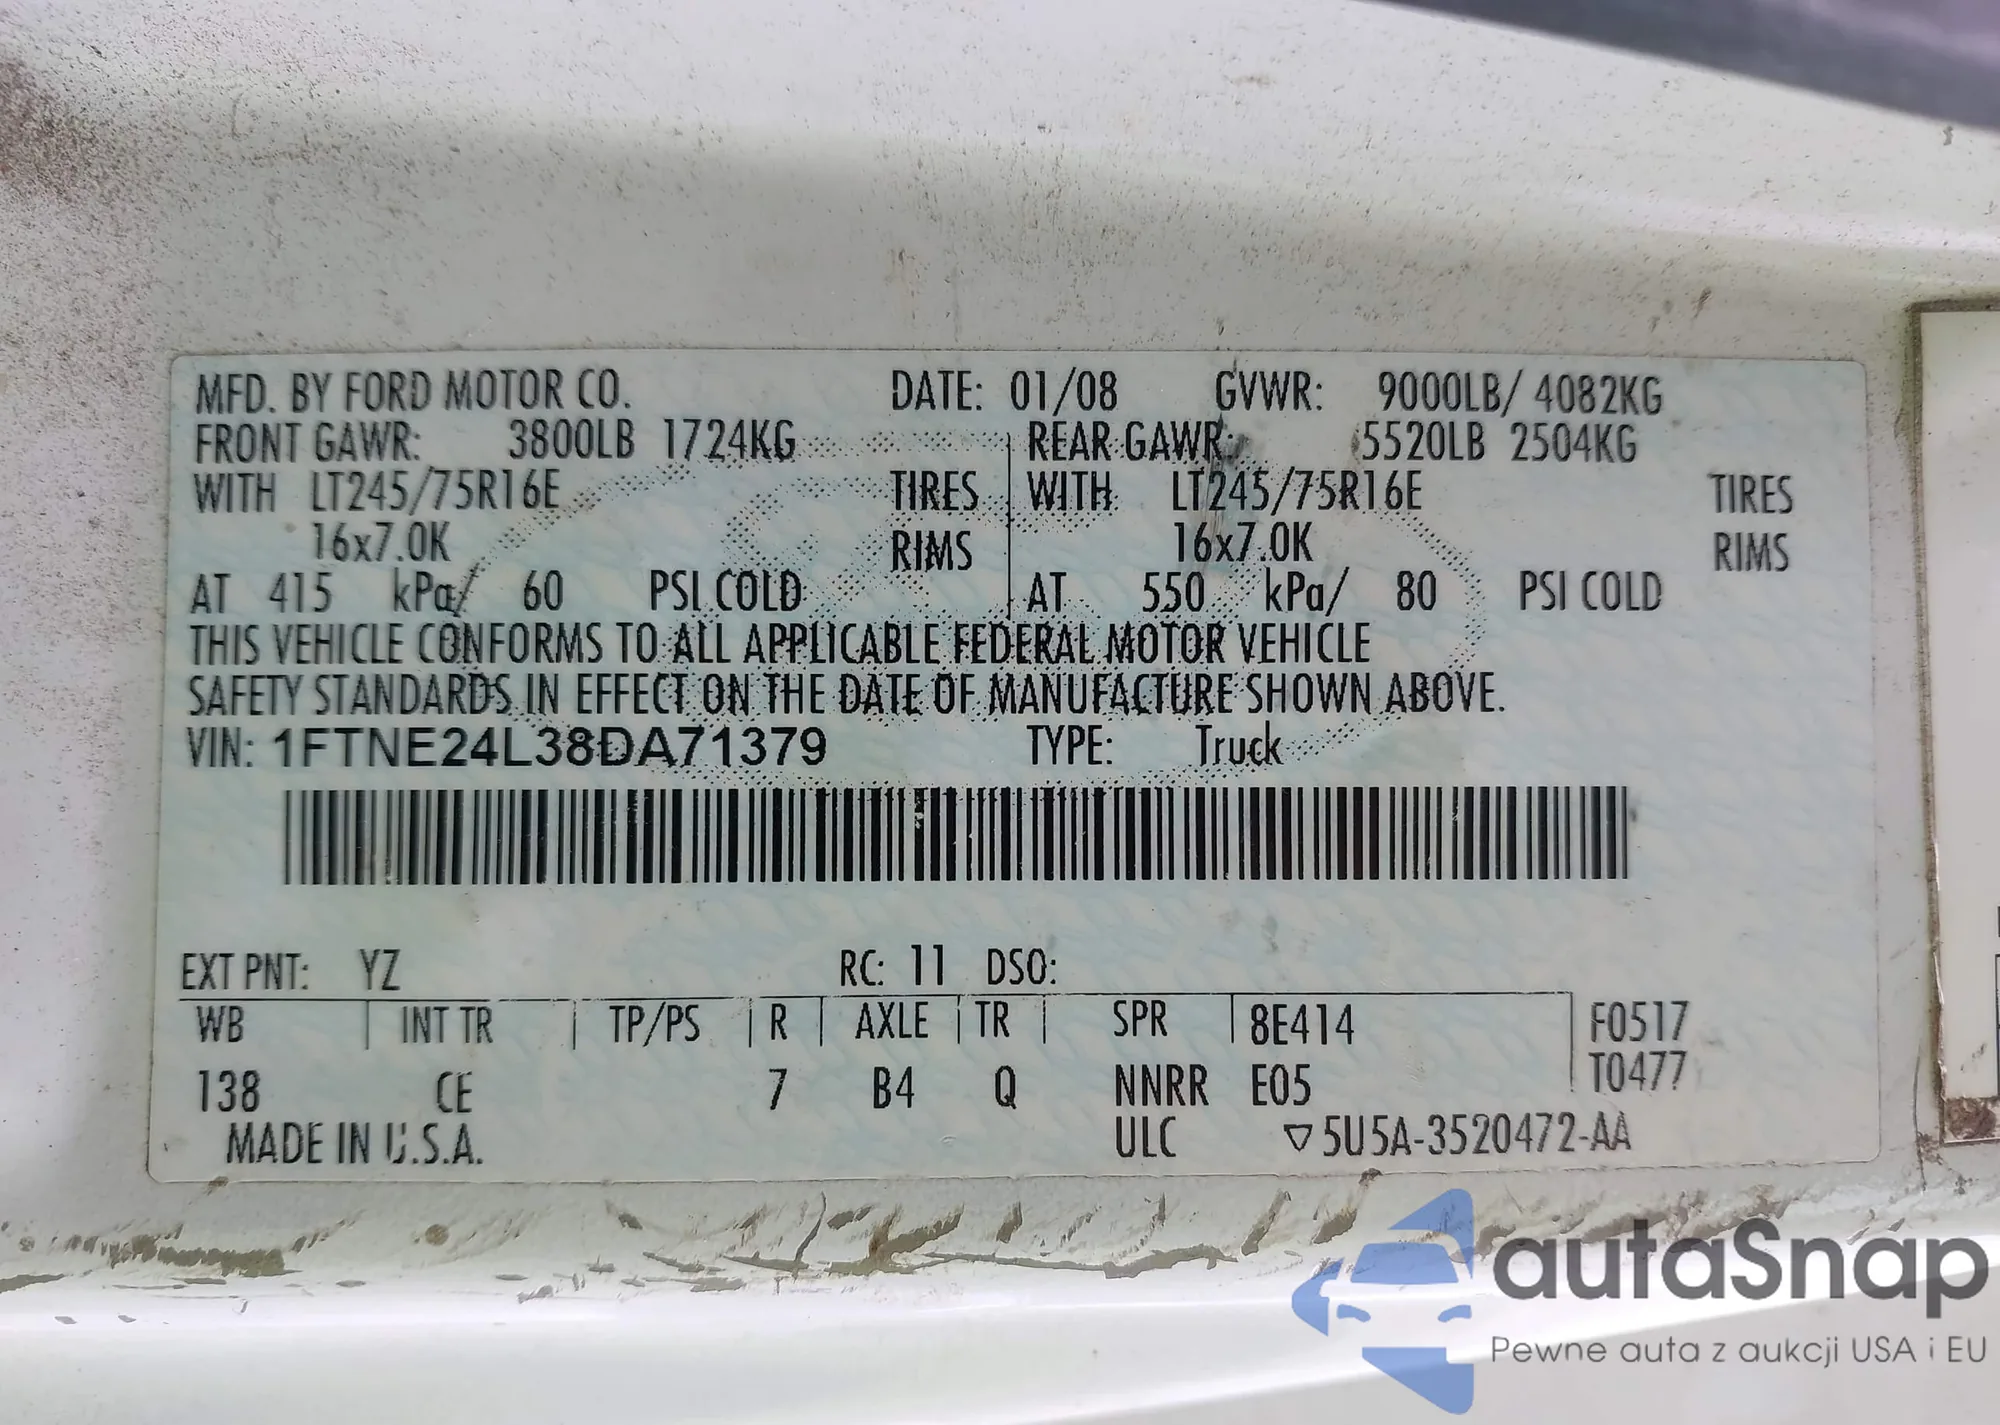 MFD. BY FORD MOTOR CO. DATE: 01/08 GVWR: 9000LB/ 4082KG
FRONT GAWR: 3800LB 1724KG REAR GAWR: 5520LB 2504KG
WITH LT245/75R16E TIRES WITH LT245/75R16E TIRES
16x7.0K RIMS 16x7.0K RIMS
AT 415 kPa/ 60 PSI COLD AT 550 kPa/ 80 PSI COLD
THIS VEHICLE CONFORMS TO ALL APPLICABLE FEDERAL MOTOR VEHICLE
SAFETY STANDARDS IN EFFECT ON THE DATE OF MANUFACTURE SHOWN ABOVE.
VIN: 1FTNE24L38DA71379 TYPE: Truck
EXT PNT: YZ RC: 11 DSO:
WB INT TR TP/PS R AXLE TR SPR 8E414 F0517
T0477
138 CE 7 B4 Q NNRR E05
MADE IN U.S.A. ULC ▽5U5A-3520472-AA
autaSnap
Pewne auta z aukcji USA i EU